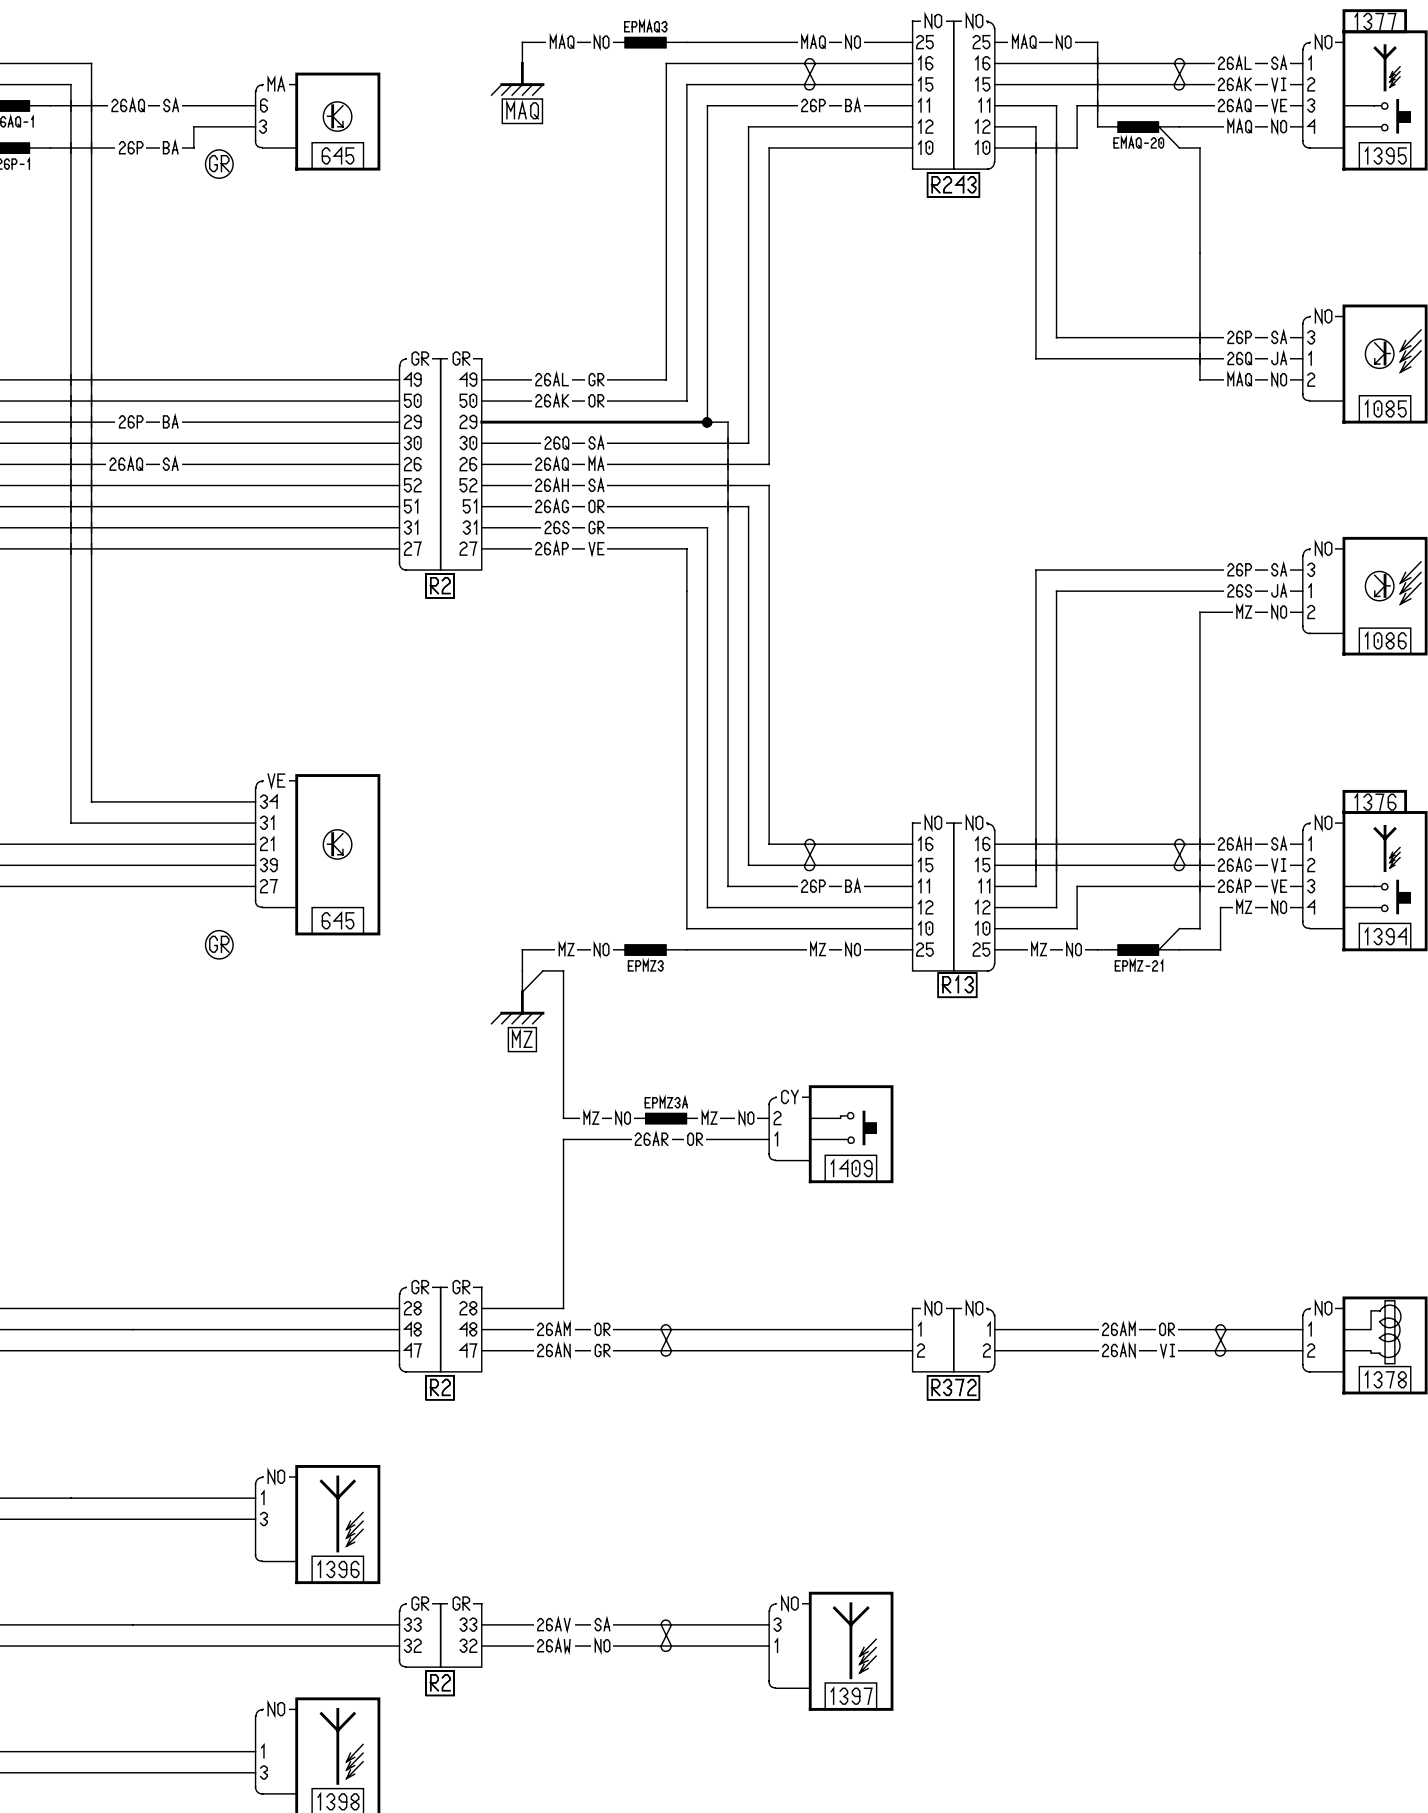 1377
EPMAQ3
NO NO
MAQ NO MAQ NO 25 25 MAQ NO NO
16 16 26AL SA 1
MA 15 15 26AK VI 2
26AQ SA 6 26P BA 11 11 26AQ VE 3
6AQ-1 3 12 12 MAQ NO 4
26P BA 10 10 EMAQ-20
26P-1 GR 645 MAQ 1395
R243
NO
26P SA 3
26Q JA 1
GR GR
49 49 26AL GR MAQ NO 2
50 50 26AK OR 1085
26P BA 29 29
30 30 26Q SA
26AQ SA 26 26 26AQ MA
52 52 26AH SA
51 51 26AG OR
31 31 26S GR
27 27 26AP VE NO
26P SA 3
R2 26S JA 1
MZ NO 2
1086
VE
34 1376
31 NO NO NO
21 16 16 26AH SA 1
39 15 15 26AG VI 2
27 26P BA 11 11 26AP VE 3
12 12 MZ NO 4
645 10 10 1394
GR MZ NO MZ NO 25 25 MZ NO
EPMZ3 EPMZ-21
R13
MZ
CY
EPMZ3A
MZ NO MZ NO 2
26AR OR 1
1409
GR GR
28 28 NO NO NO
48 48 26AM OR 1 1 26AM OR 1
47 47 26AN GR 2 2 26AN VI 2
R2 R372 1378
NO
1
3
1396
GR GR NO
33 33 26AV SA 3
32 32 26AW NO 1
R2 1397
NO
1
3
1398